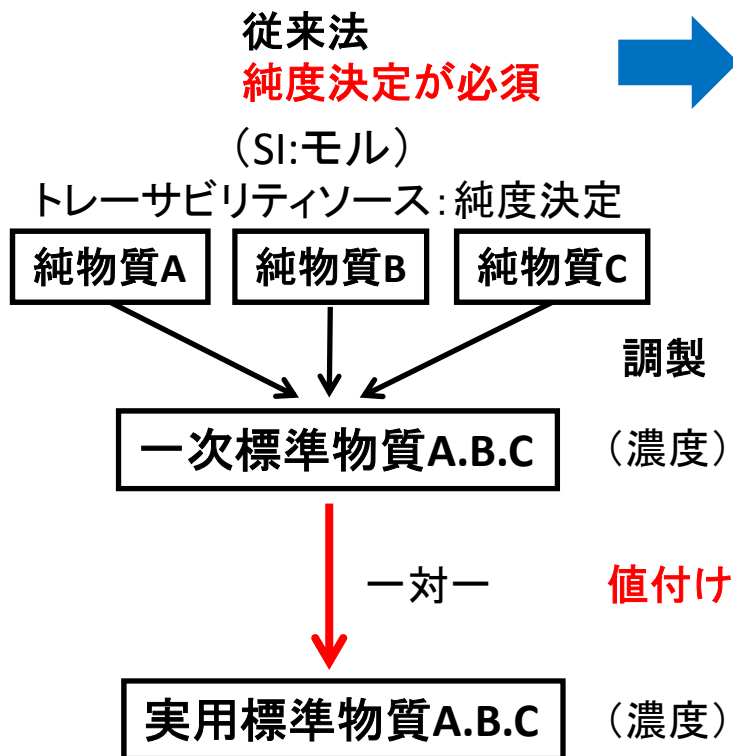 従来法
純度決定が必須
（SI:モル）
トレーサビリティソース：純度決定
純物質A
純物質B
純物質C
調製
一次標準物質A.B.C
（濃度）
一対一
値付け
実用標準物質A.B.C
（濃度）